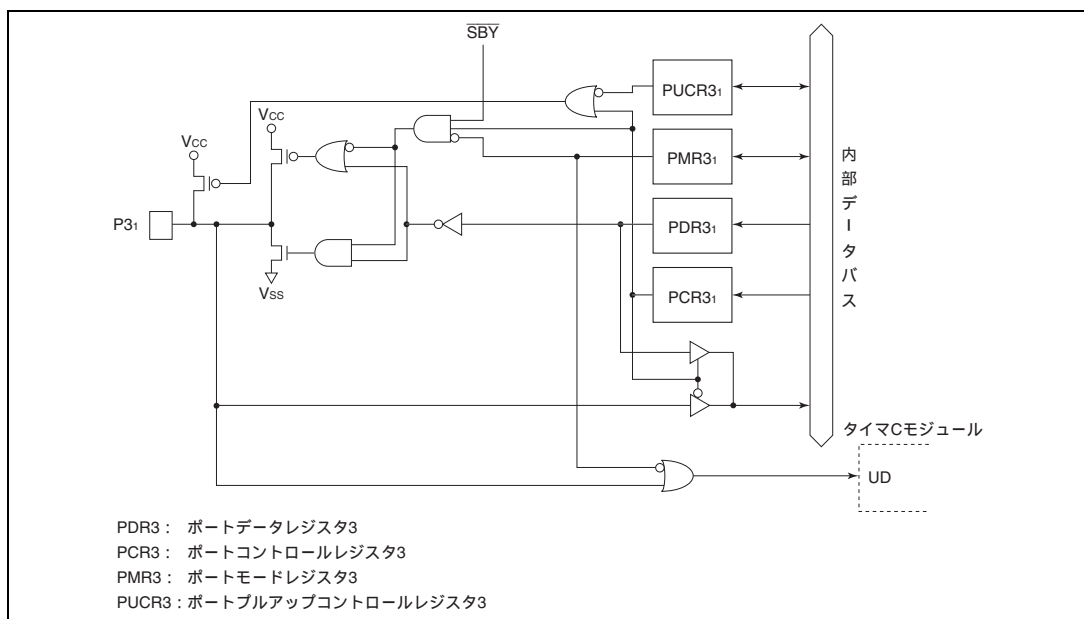 SBY
PUCR31
VCC
VCC
PMR31
P31
PDR31
VSS
PCR31
内部データバス
タイマCモジュール
UD
PDR3： ポートデータレジスタ3
PCR3： ポートコントロールレジスタ3
PMR3： ポートモードレジスタ3
PUCR3：ポートプルアップコントロールレジスタ3